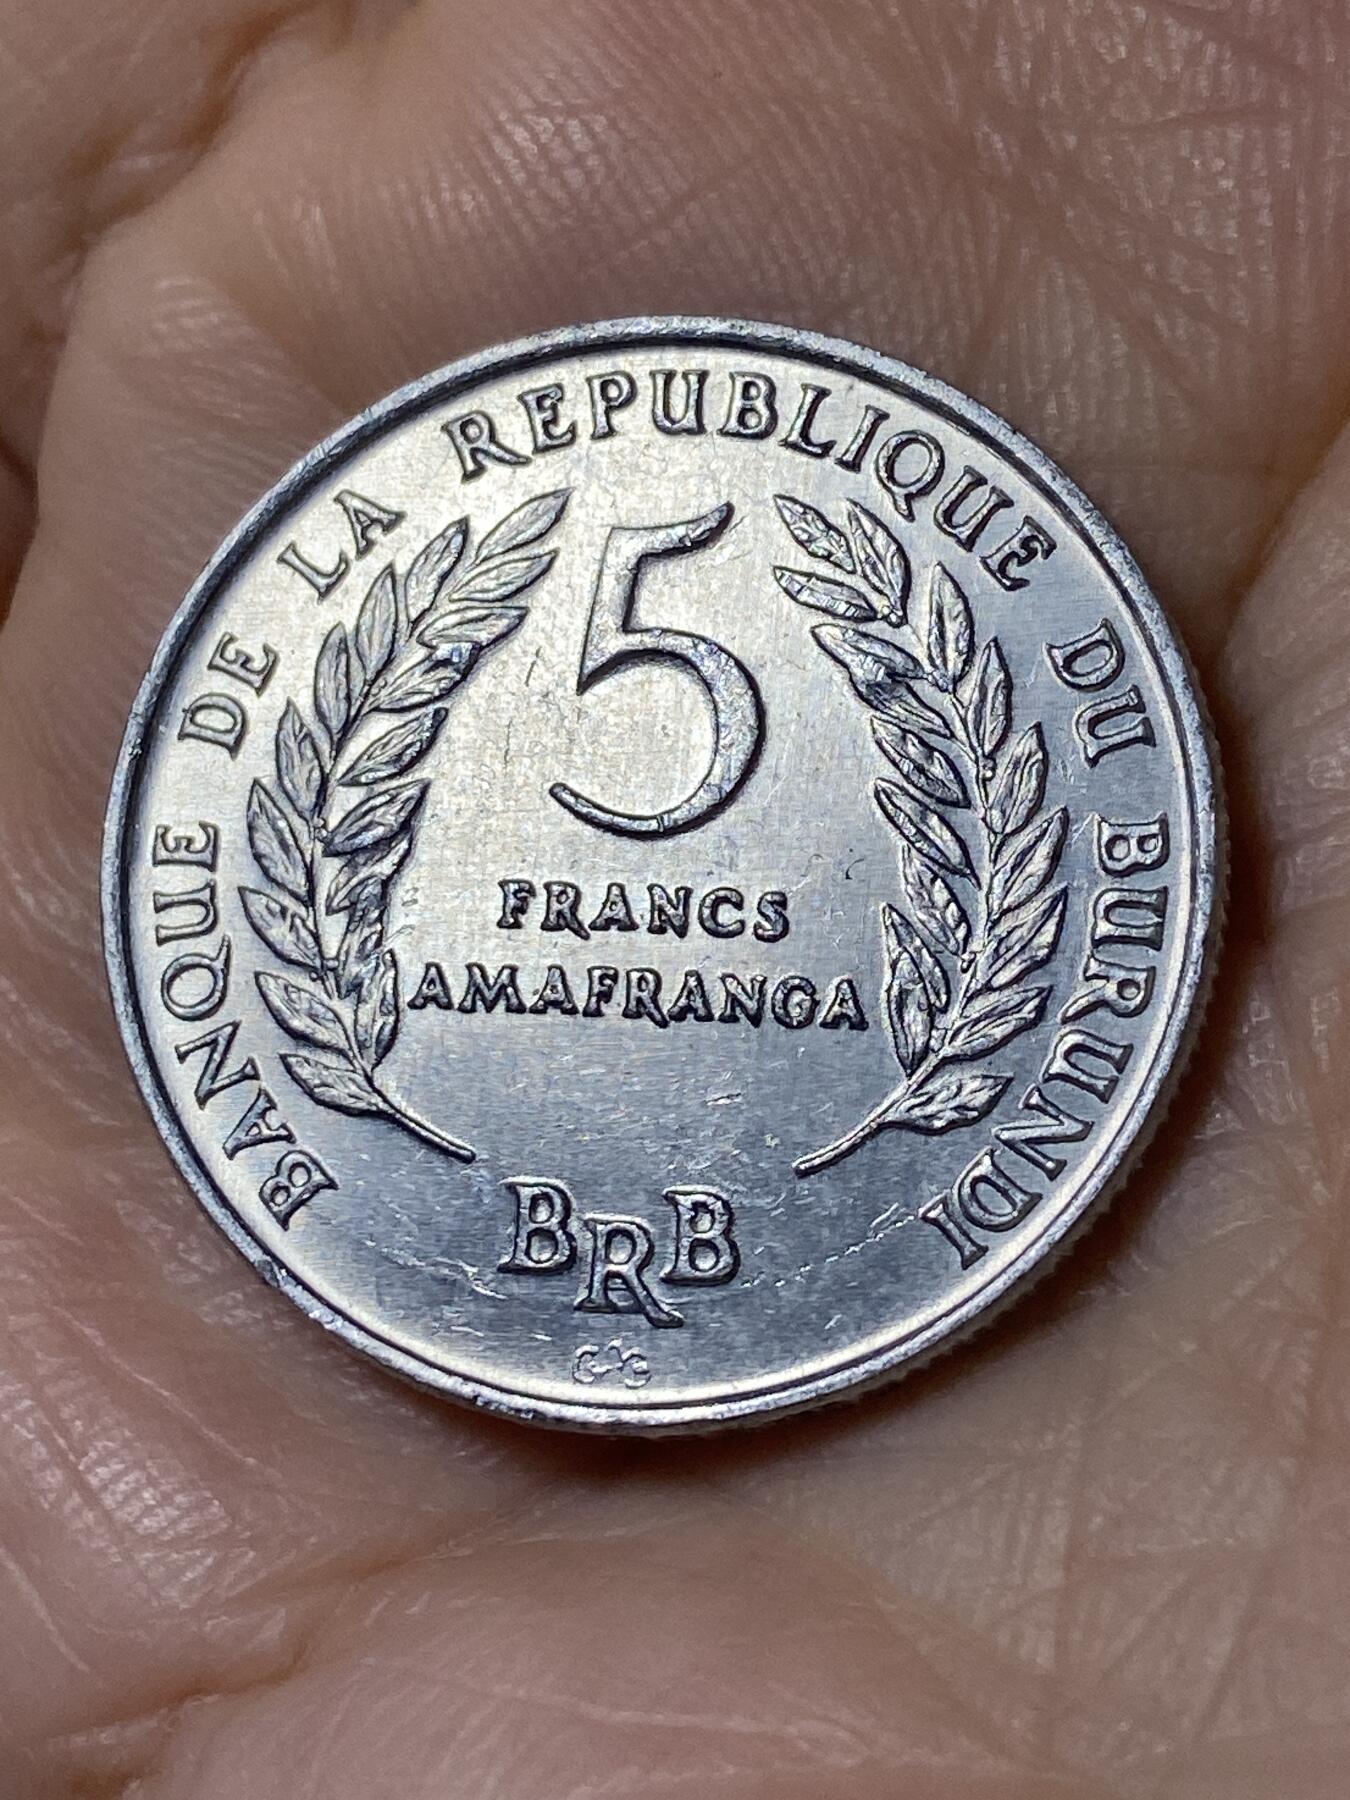 BANQUE DE LA REPUBLIQUE DU BURUNDI
5
FRANCS
AMAFRANGA
BRB